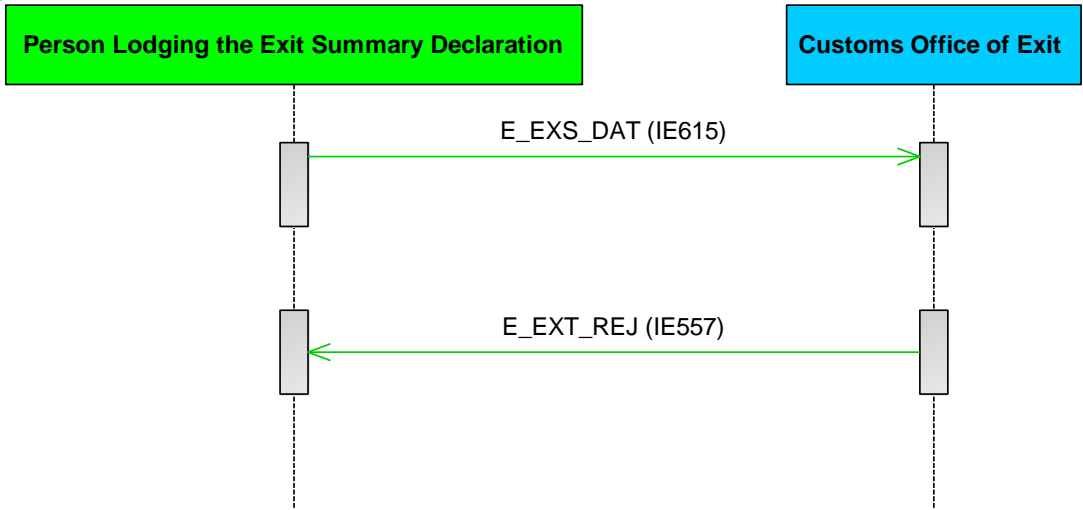 Person Lodging the Exit Summary Declaration
Customs Office of Exit
E_EXS_DAT (IE615)
E_EXT_REJ (IE557)